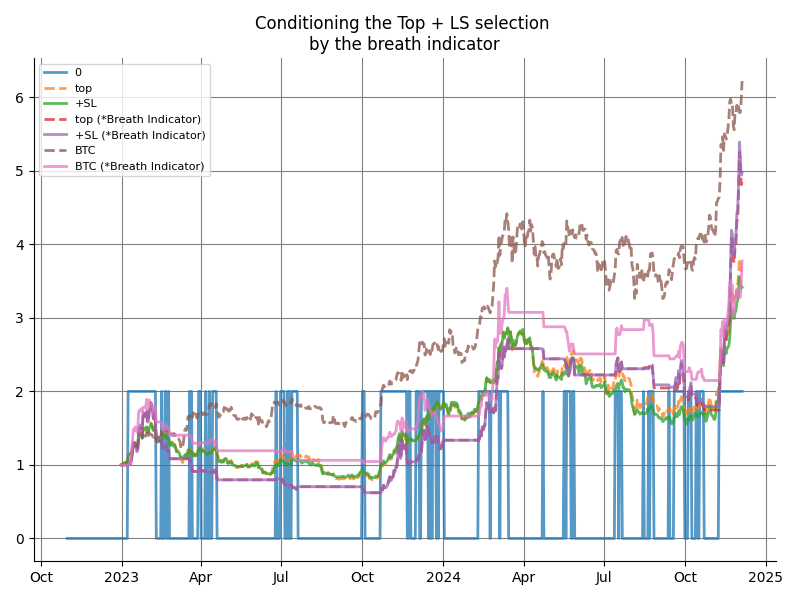 Conditioning the Top + LS selection
by the breath indicator
0
top
+SL
top (*Breath Indicator)
+SL (*Breath Indicator)
BTC
BTC (*Breath Indicator)
6
5
4
3
2
1
0
Oct 2023 Apr Jul Oct 2024 Apr Jul Oct 2025